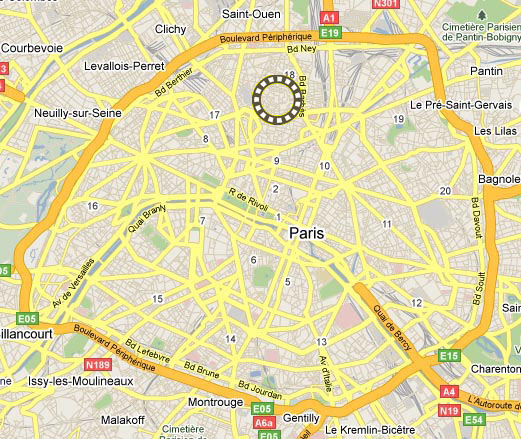 N301
Saint-Ouen
A1
E19
Cimetière Parisien
de Pantin-Bobigny
Clichy
Boulevard Périphérique
Bd Ney
Courbevoie
Levallois-Perret
Pantin
3
Bd Berthier
18
Neuilly-sur-Seine
17
Le Pré-Saint-Gervais
19
Les Lilas
8
9
10
Bagnole
2
R de Rivoli
20
16
Quai Branly
7
1
Paris
Bd Davout
05
Av de Versailles
6
5
11
15
12
Bd Soult
Quai de Bercy
Sain
E05
illancourt
Boulevard Périphérique
14
13
Bd Lefebvre
Bd Brune
Av d'Italie
E15
N189
Charenton
Issy-les-Moulineaux
Bd Jourdan
A4
Montrouge
E05
L'Autoroute de
N19
Malakoff
A6a
Gentilly
E54
Cimetière
Parisien de
E05
Le Kremlin-Bicêtre